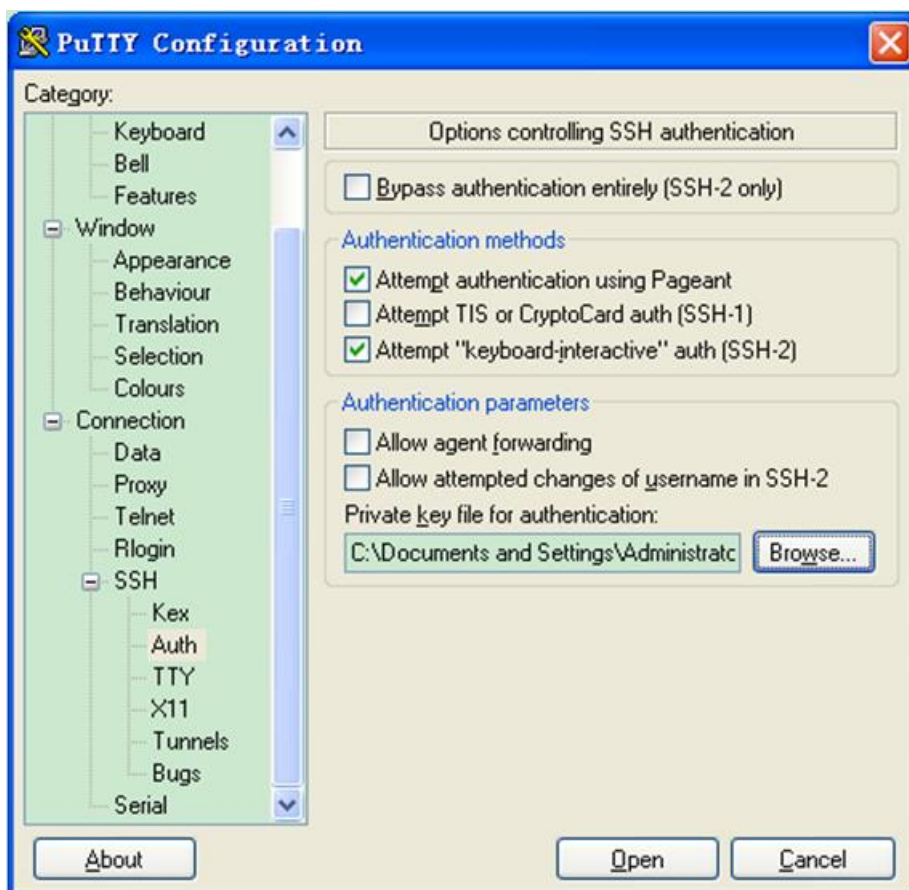 PuTTY Configuration
Category:
Keyboard
Bell
Features
Window
Appearance
Behaviour
Translation
Selection
Colours
Connection
Data
Proxy
Telnet
Rlogin
SSH
Kex
Auth
TTY
X11
Tunnels
Bugs
Serial
Options controlling SSH authentication
Bypass authentication entirely (SSH-2 only)
Authentication methods
Attempt authentication using Pageant
Attempt TIS or CryptoCard auth (SSH-1)
Attempt "keyboard-interactive" auth (SSH-2)
Authentication parameters
Allow agent forwarding
Allow attempted changes of username in SSH-2
Private key file for authentication:
C:\Documents and Settings\Administratc
Browse...
About
Open
Cancel